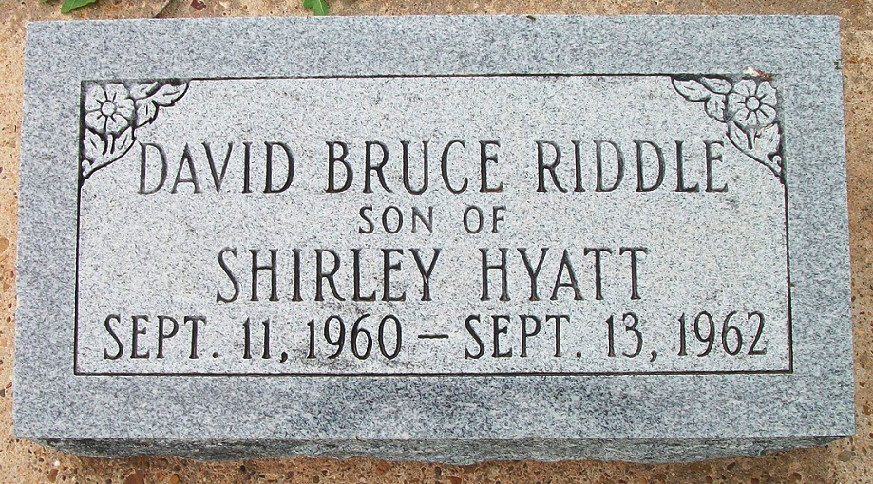 DAVID BRUCE RIDDLE
SON OF
SHIRLEY HYATT
SEPT. 11, 1960 – SEPT. 13, 1962